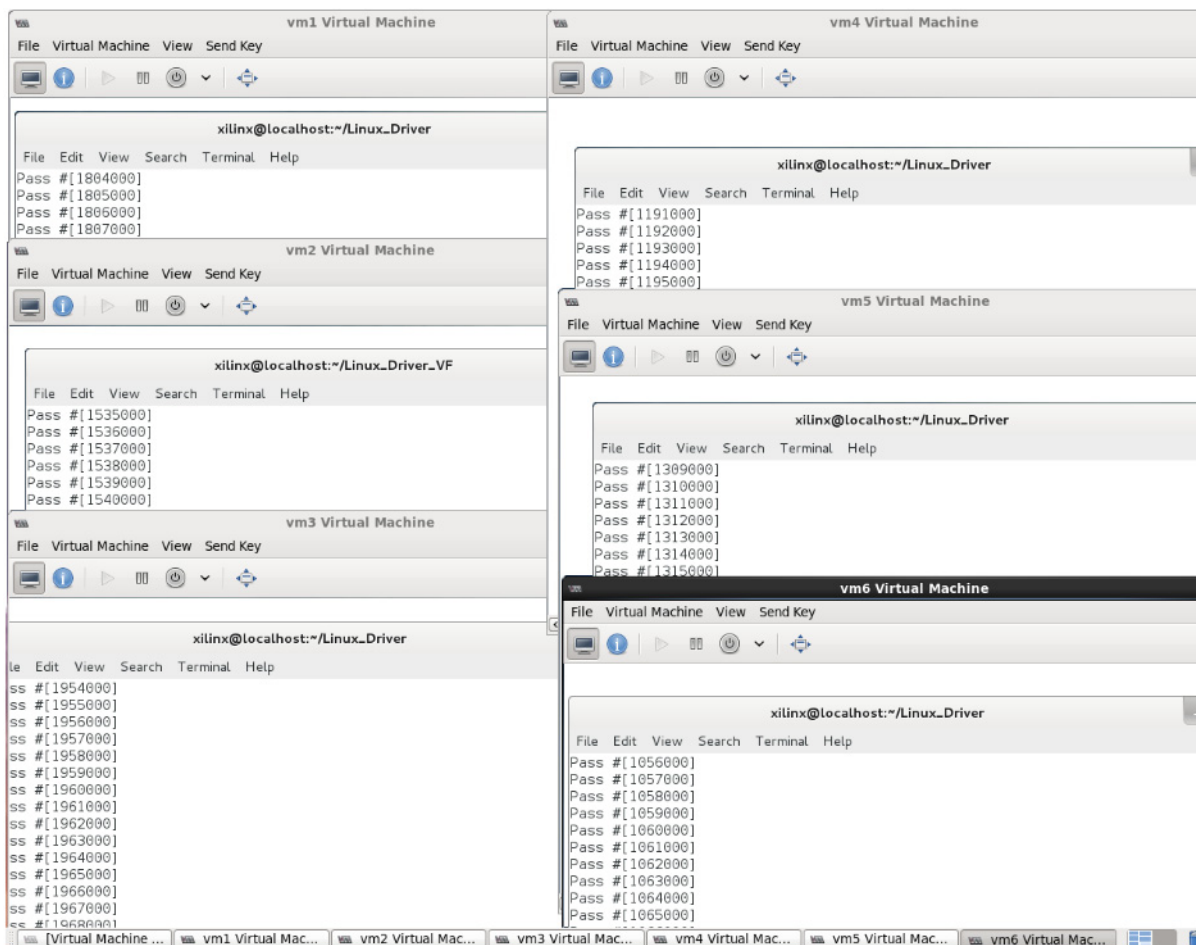 vm1 Virtual Machine
File Virtual Machine View Send Key
xilinx@localhost:~/Linux_Driver
File Edit View Search Terminal Help
Pass #[1804000]
Pass #[1805000]
Pass #[1806000]
Pass #[1807000]
vm2 Virtual Machine
File Virtual Machine View Send Key
xilinx@localhost:~/Linux_Driver_VF
File Edit View Search Terminal Help
Pass #[1535000]
Pass #[1536000]
Pass #[1537000]
Pass #[1538000]
Pass #[1539000]
Pass #[1540000]
vm3 Virtual Machine
File Virtual Machine View Send Key
xilinx@localhost:~/Linux_Driver
le Edit View Search Terminal Help
ss #[1954000]
ss #[1955000]
ss #[1956000]
ss #[1957000]
ss #[1958000]
ss #[1959000]
ss #[1960000]
ss #[1961000]
ss #[1962000]
ss #[1963000]
ss #[1964000]
ss #[1965000]
ss #[1966000]
ss #[1967000]
ss #[1968000]
vm4 Virtual Machine
File Virtual Machine View Send Key
xilinx@localhost:~/Linux_Driver
File Edit View Search Terminal Help
Pass #[1191000]
Pass #[1192000]
Pass #[1193000]
Pass #[1194000]
Pass #[1195000]
vm5 Virtual Machine
File Virtual Machine View Send Key
xilinx@localhost:~/Linux_Driver
File Edit View Search Terminal Help
Pass #[1309000]
Pass #[1310000]
Pass #[1311000]
Pass #[1312000]
Pass #[1313000]
Pass #[1314000]
Pass #[1315000]
vm6 Virtual Machine
File Virtual Machine View Send Key
xilinx@localhost:~/Linux_Driver
File Edit View Search Terminal Help
Pass #[1056000]
Pass #[1057000]
Pass #[1058000]
Pass #[1059000]
Pass #[1060000]
Pass #[1061000]
Pass #[1062000]
Pass #[1063000]
Pass #[1064000]
Pass #[1065000]
[Virtual Machine ... vm1 Virtual Mac... vm2 Virtual Mac... vm3 Virtual Mac... vm4 Virtual Mac... vm5 Virtual Mac... vm6 Virtual Mac...